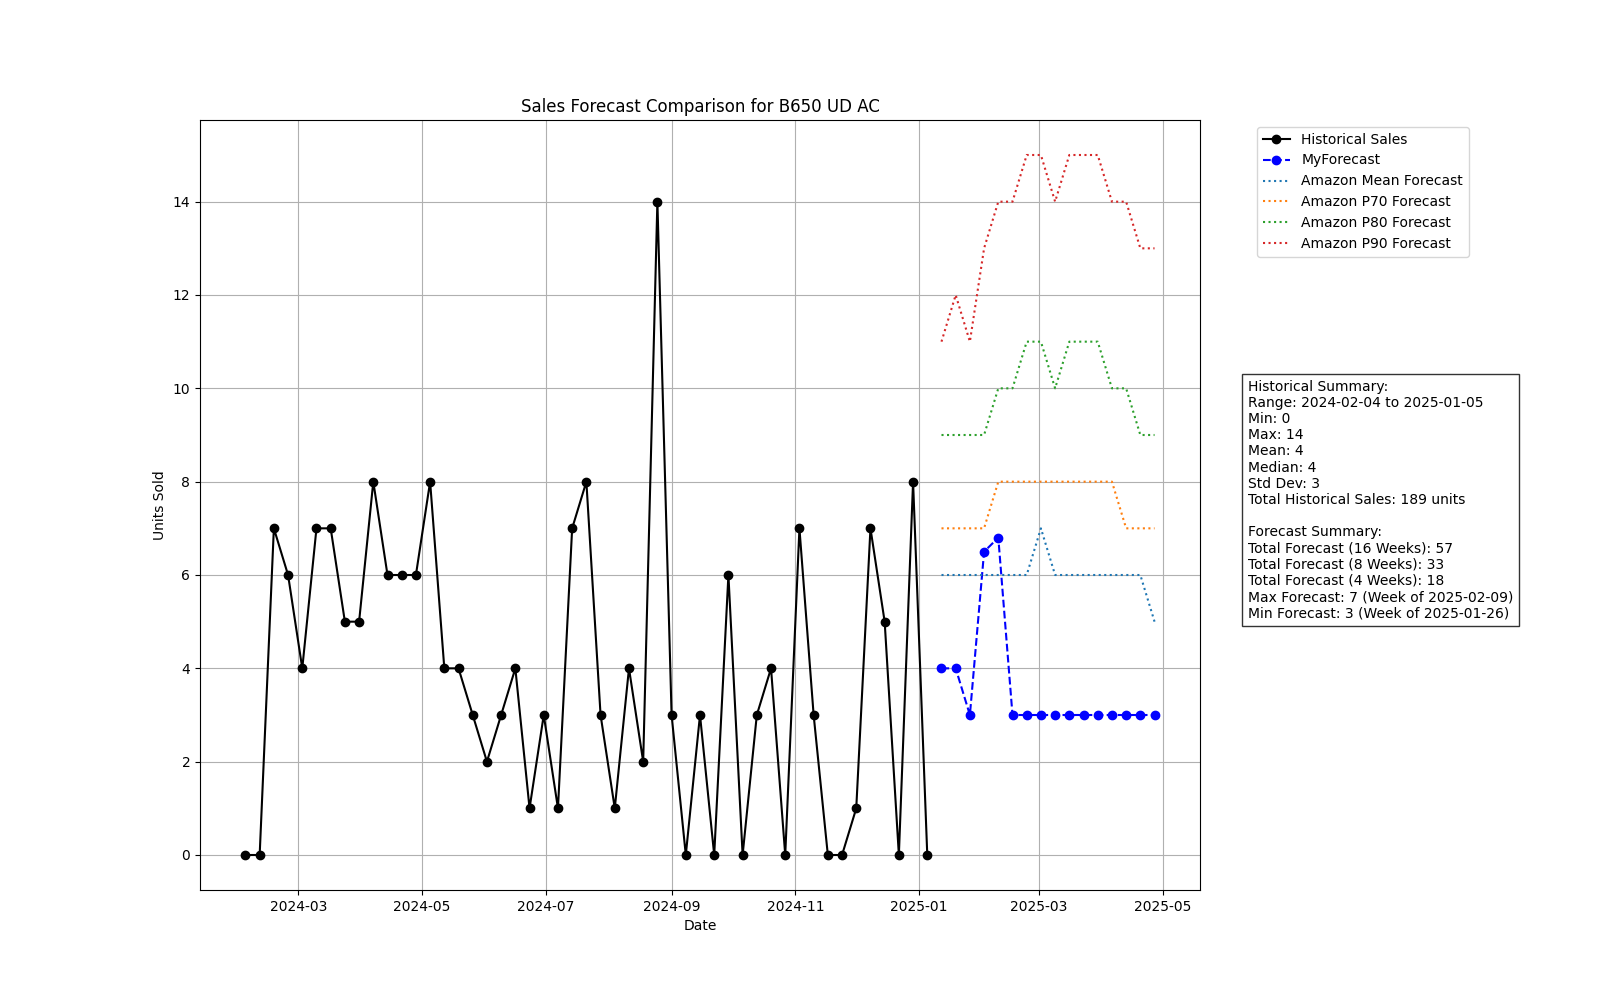 Sales Forecast Comparison for B650 UD AC
Units Sold
14
12
10
8
6
4
2
0
2024-03 2024-05 2024-07 2024-09 2024-11 2025-01 2025-03 2025-05
Date
Historical Sales
MyForecast
Amazon Mean Forecast
Amazon P70 Forecast
Amazon P80 Forecast
Amazon P90 Forecast
Historical Summary:
Range: 2024-02-04 to 2025-01-05
Min: 0
Max: 14
Mean: 4
Median: 4
Std Dev: 3
Total Historical Sales: 189 units
Forecast Summary:
Total Forecast (16 Weeks): 57
Total Forecast (8 Weeks): 33
Total Forecast (4 Weeks): 18
Max Forecast: 7 (Week of 2025-02-09)
Min Forecast: 3 (Week of 2025-01-26)